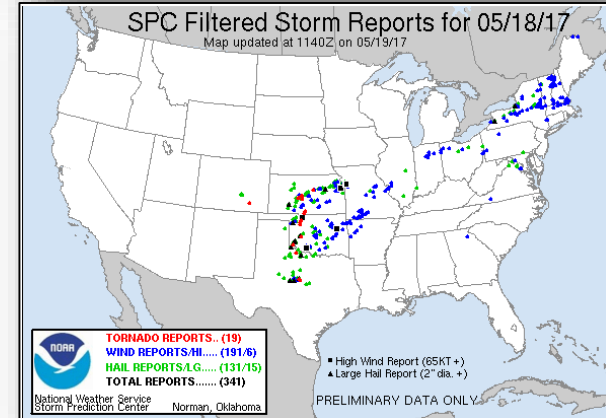 SPC Filtered Storm Reports for 05/18/17
Map updated at 1140Z on 05/19/17
TORNADO REPORTS.. (19)
WIND REPORTS/HI..... (191/6)
HAIL REPORTS/LG..... (131/15)
TOTAL REPORTS....... (341)
NOAA
National Weather Service
Storm Prediction Center Norman, Oklahoma
■ High Wind Report (65KT +)
▲ Large Hail Report (2" dia. +)
PRELIMINARY DATA ONLY